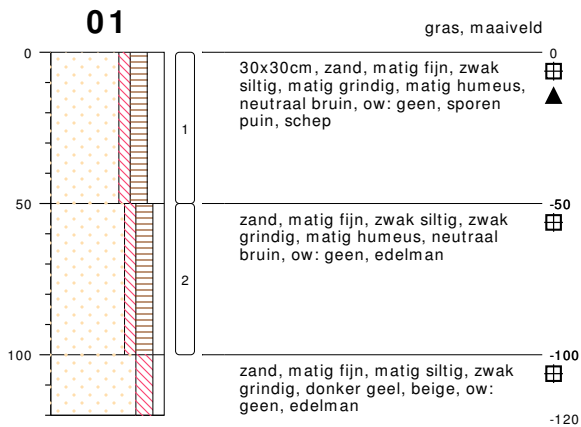 01
gras, maaiveld
0
0
30x30cm, zand, matig fijn, zwak
siltig, matig grindig, matig humeus,
neutraal bruin, ow: geen, sporen
puin, schep
1
50
-50
zand, matig fijn, zwak siltig, zwak
grindig, matig humeus, neutraal
bruin, ow: geen, edelman
2
100
-100
zand, matig fijn, matig siltig, zwak
grindig, donker geel, beige, ow:
geen, edelman
-120